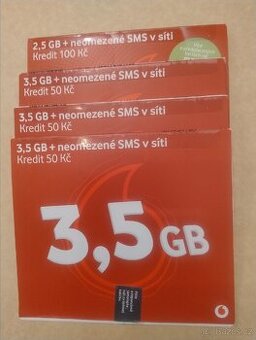 2,5 GB + neomezené SMS v síti
Kredit 100 Kč
3,5 GB + neomezené SMS v síti
Kredit 50 Kč
3,5 GB + neomezené SMS v síti
Kredit 50 Kč
3,5 GB + neomezené SMS v síti
Kredit 50 Kč
3,5 GB